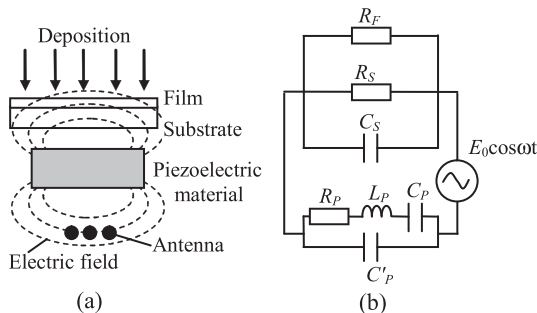 Deposition
Film
Substrate
Piezoelectric
material
Antenna
Electric field
(a)
R_F
R_S
C_S
E_0cosωt
R_P
L_P
C_P
C'_P
(b)